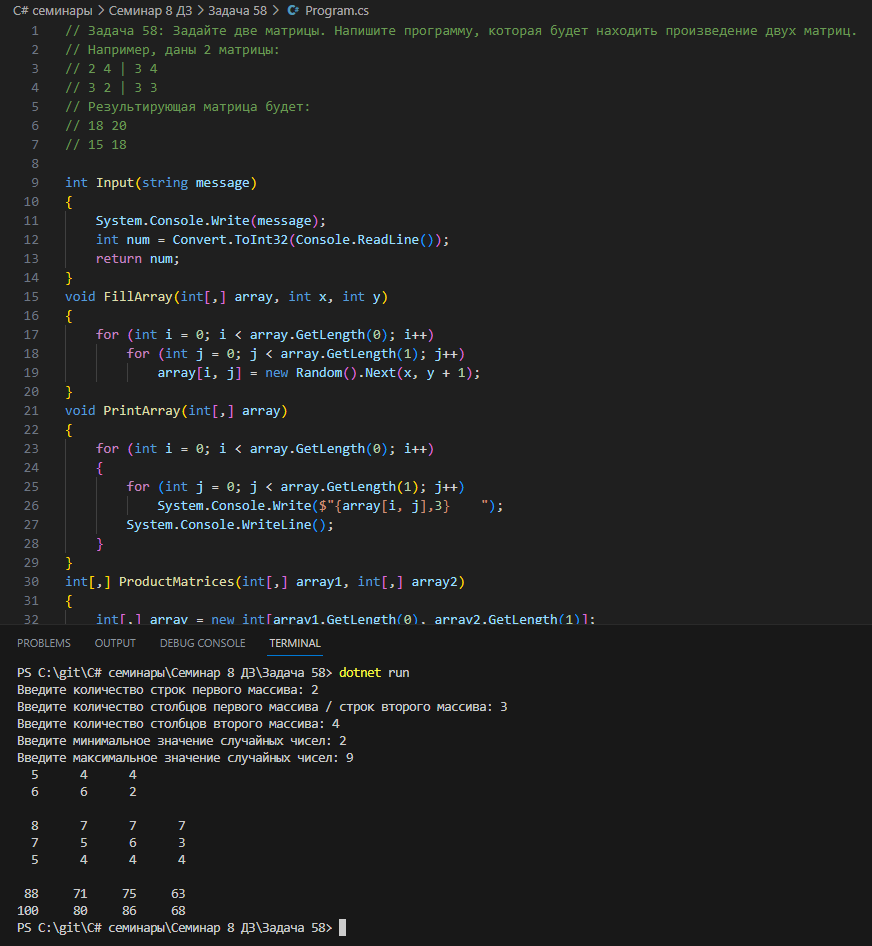 C# семинары > Семинар 8 ДЗ > Задача 58 > C# Program.cs
1 // Задача 58: Задайте две матрицы. Напишите программу, которая будет находить произведение двух матриц.
2 // Например, даны 2 матрицы:
3 // 2 4 | 3 4
4 // 3 2 | 3 3
5 // Результирующая матрица будет:
6 // 18 20
7 // 15 18
8
9 int Input(string message)
10 {
11     System.Console.Write(message);
12     int num = Convert.ToInt32(Console.ReadLine());
13     return num;
14 }
15 void FillArray(int[,] array, int x, int y)
16 {
17     for (int i = 0; i < array.GetLength(0); i++)
18         for (int j = 0; j < array.GetLength(1); j++)
19             array[i, j] = new Random().Next(x, y + 1);
20 }
21 void PrintArray(int[,] array)
22 {
23     for (int i = 0; i < array.GetLength(0); i++)
24     {
25         for (int j = 0; j < array.GetLength(1); j++)
26             System.Console.Write($"{array[i, j],3}    ");
27         System.Console.WriteLine();
28     }
29 }
30 int[,] ProductMatrices(int[,] array1, int[,] array2)
31 {
32     int[,] array = new int[array1.GetLength(0), array2.GetLength(1)];
PROBLEMS OUTPUT DEBUG CONSOLE TERMINAL
PS C:\git\C# семинары\Семинар 8 ДЗ\Задача 58> dotnet run
Введите количество строк первого массива: 2
Введите количество столбцов первого массива / строк второго массива: 3
Введите количество столбцов второго массива: 4
Введите минимальное значение случайных чисел: 2
Введите максимальное значение случайных чисел: 9
5 4 4
6 6 2
8 7 7 7
7 5 6 3
5 4 4 4
88 71 75 63
100 80 86 68
PS C:\git\C# семинары\Семинар 8 ДЗ\Задача 58>